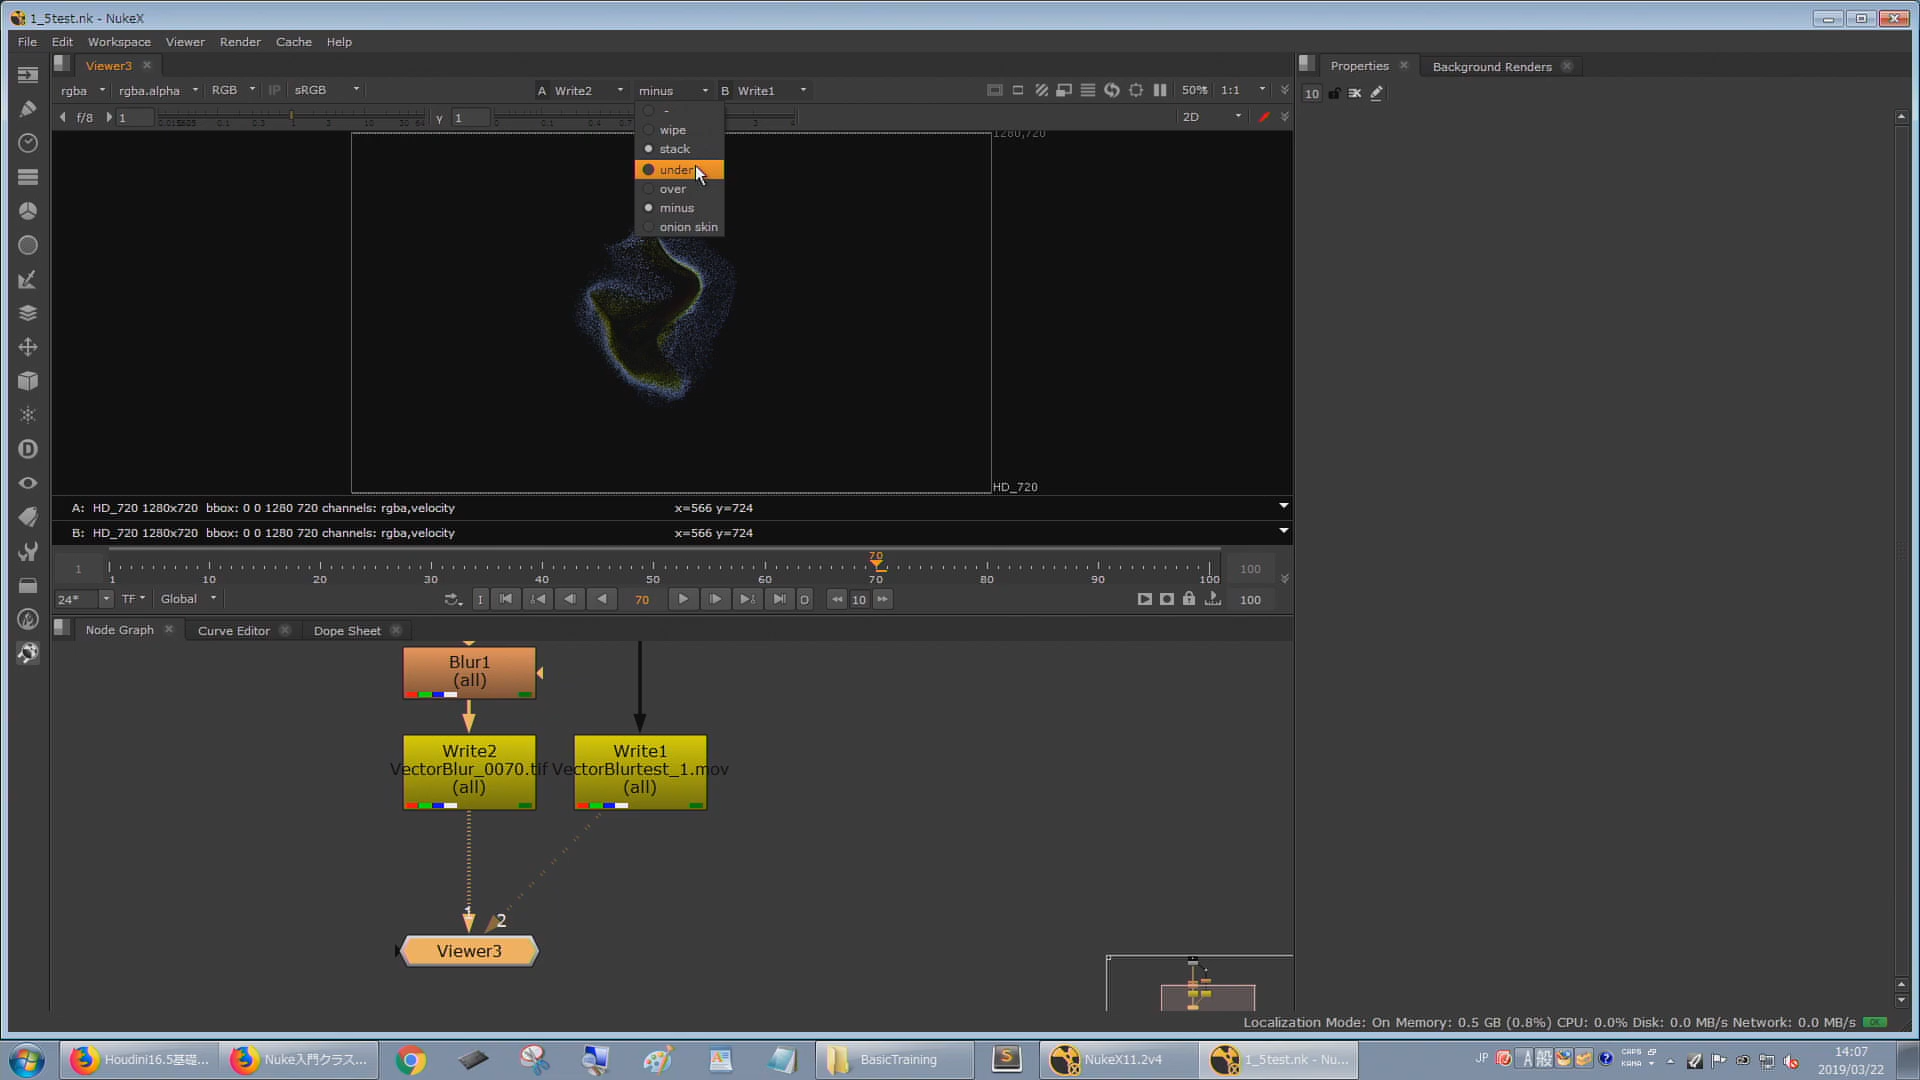 1_5test.nk - NukeX
File Edit Workspace Viewer Render Cache Help
Viewer3
Properties
Background Renders
rgba rgba.alpha RGB IP sRGB
A Write2 minus B Write1
50% 1:1
10
f/8 1
y 1
2D
-
wipe
stack
under
over
minus
onion skin
1280,720
HD_720
A: HD_720 1280x720 bbox: 0 0 1280 720 channels: rgba,velocity x=566 y=724
B: HD_720 1280x720 bbox: 0 0 1280 720 channels: rgba,velocity x=566 y=724
70
1
1 10 20 30 40 50 60 70 80 90 100
100
24* TF Global
I
70
O
10
100
Node Graph
Curve Editor
Dope Sheet
Blur1
(all)
Write2
VectorBlur_0070.tif
(all)
Write1
VectorBlurtest_1.mov
(all)
1
2
Viewer3
Localization Mode: On Memory: 0.5 GB (0.8%) CPU: 0.0% Disk: 0.0 MB/s Network: 0.0 MB/s
Houdini16.5基礎...
Nuke入門クラス...
BasicTraining
NukeX11.2v4
1_5test.nk - Nu...
JP
A 般
CAPS
KANA
14:07
2019/03/22